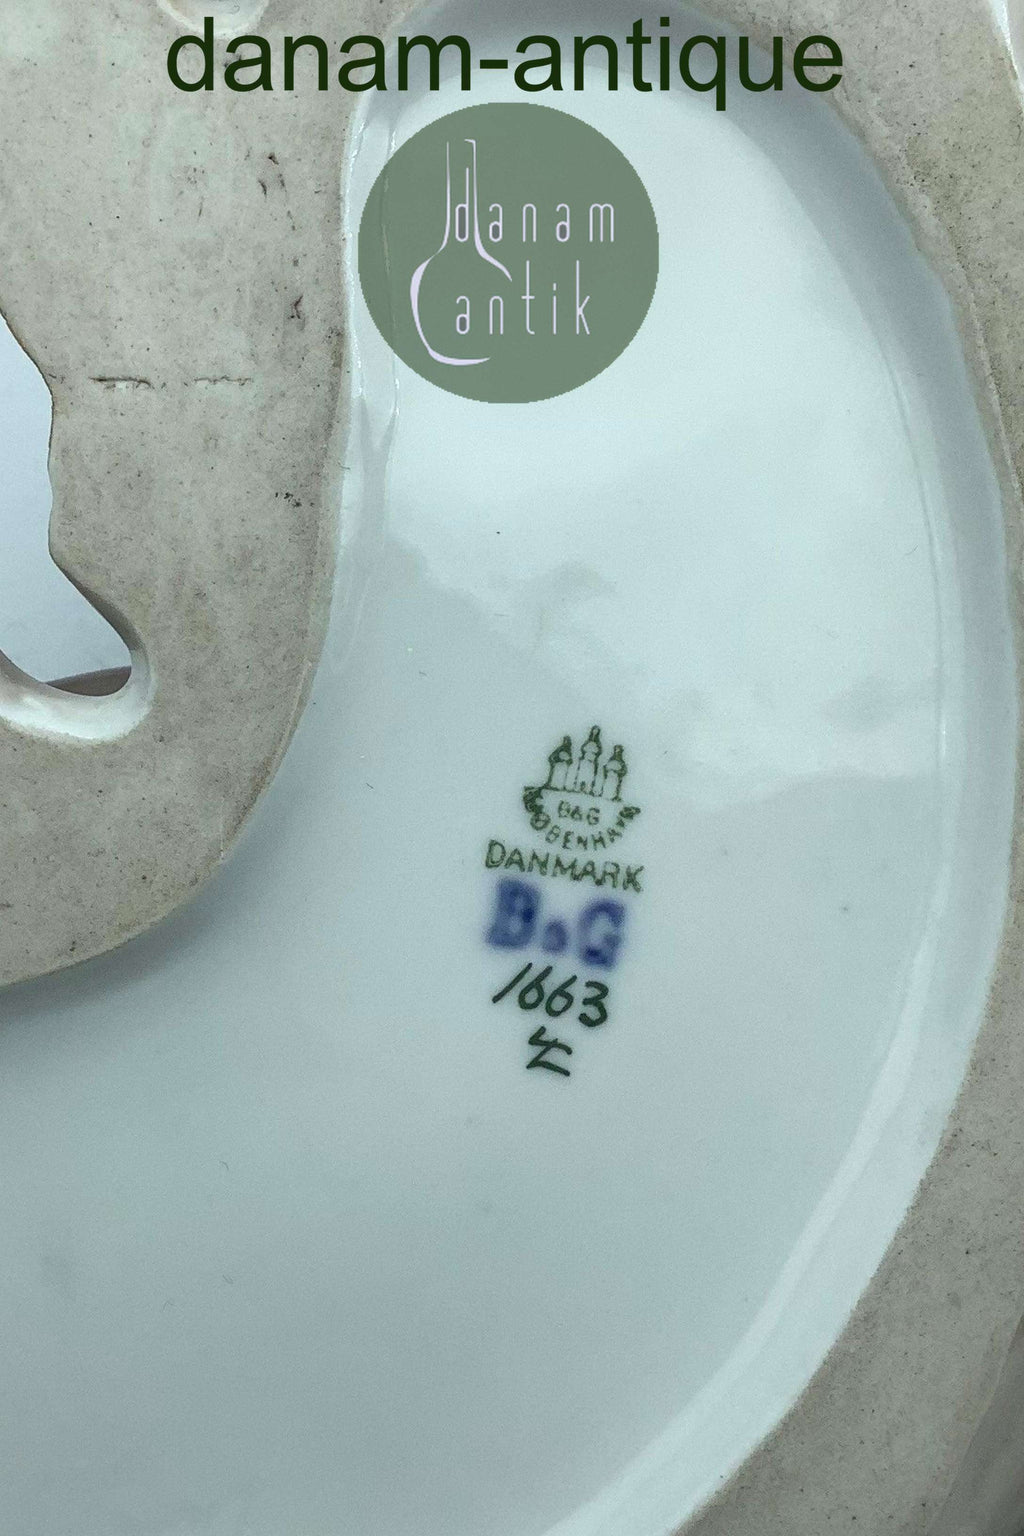 danam-antique
danam
antik
B&G
KØBENHAVN
DANMARK
B&G
1663